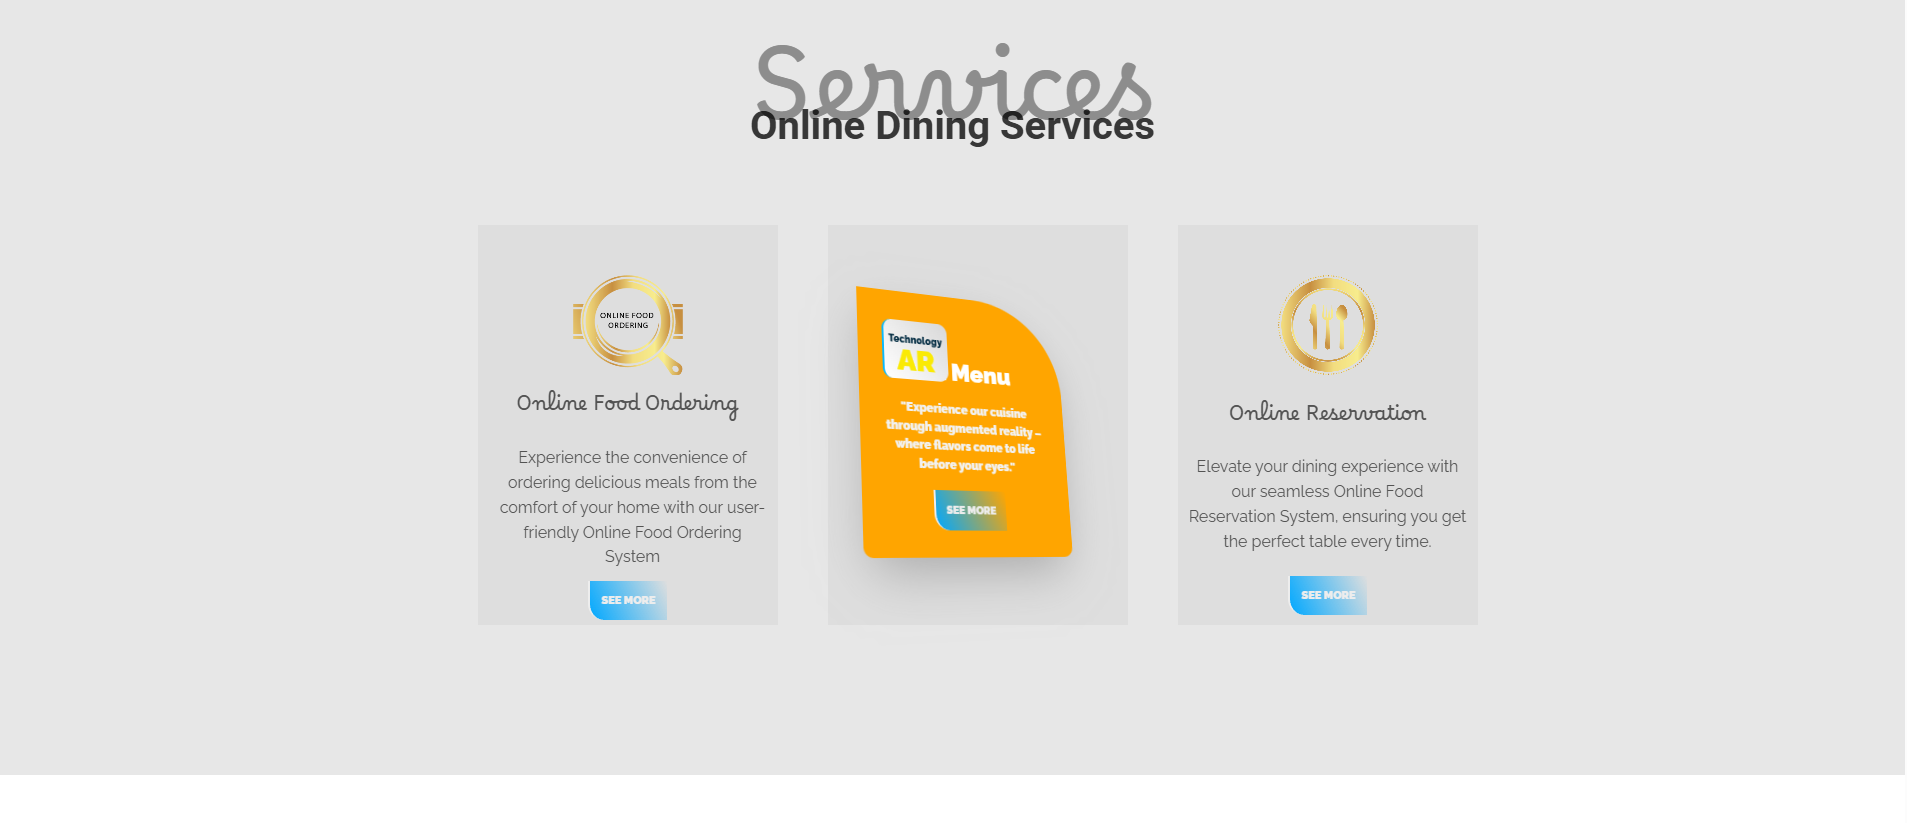 Services
Online Dining Services
ONLINE FOOD
ORDERING
Online Food Ordering
Experience the convenience of
ordering delicious meals from the
comfort of your home with our user-
friendly Online Food Ordering
System
SEE MORE
Technology
AR
Menu
"Experience our cuisine
through augmented reality –
where flavors come to life
before your eyes."
SEE MORE
Online Reservation
Elevate your dining experience with
our seamless Online Food
Reservation System, ensuring you get
the perfect table every time.
SEE MORE